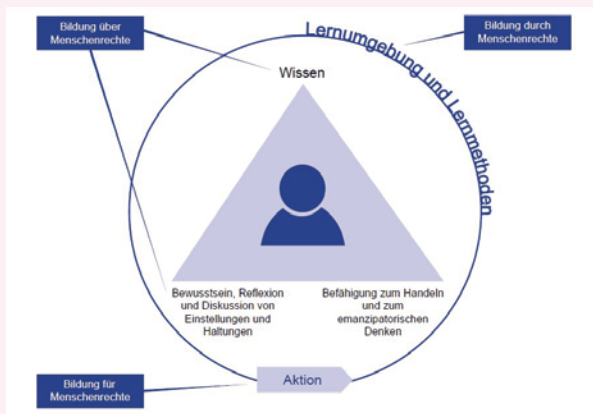 Bildung über
Menschenrechte
Lernumgebung und Lernmethoden
Bildung durch
Menschenrechte
Wissen
Bewusstsein, Reflexion
und Diskussion von
Einstellungen und
Haltungen
Befähigung zum Handeln
und zum
emanzipatorischen
Denken
Bildung für
Menschenrechte
Aktion